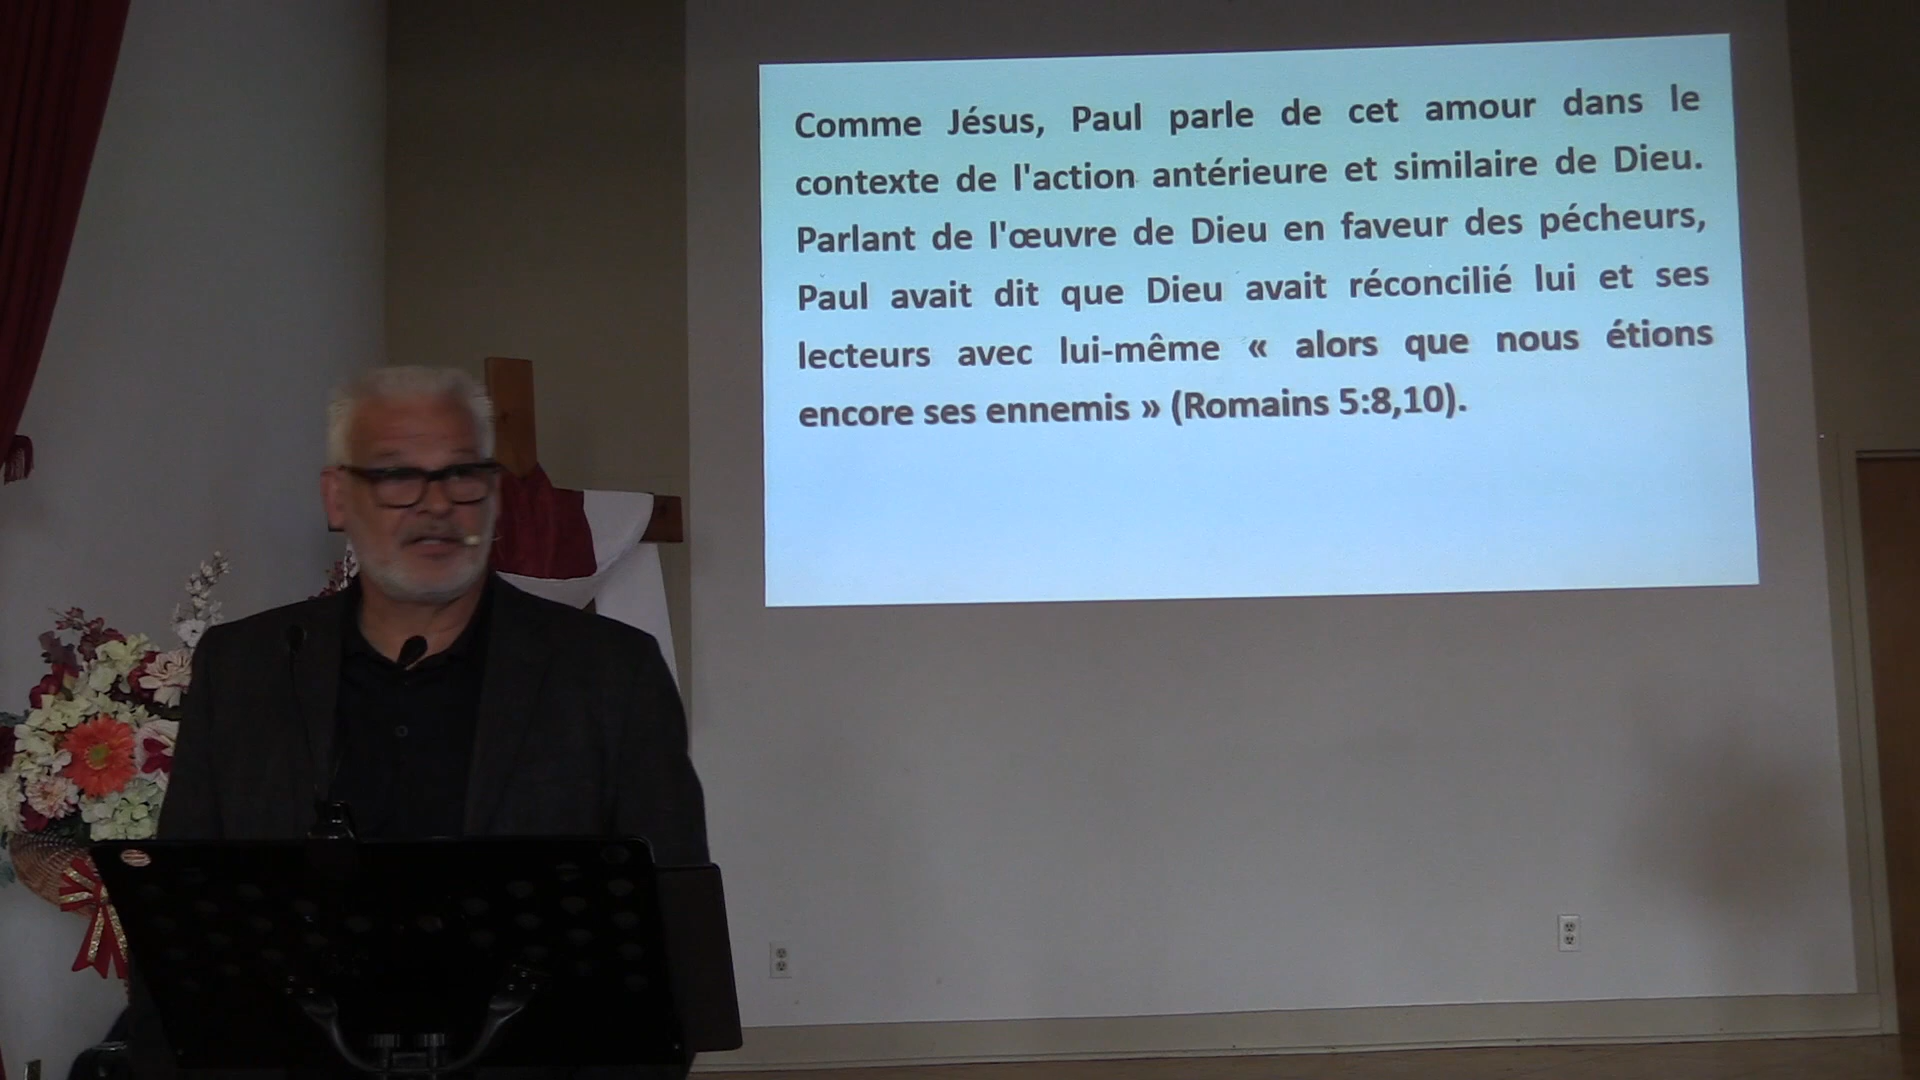 Comme Jésus, Paul parle de cet amour dans le
contexte de l'action antérieure et similaire de Dieu.
Parlant de l'œuvre de Dieu en faveur des pécheurs,
Paul avait dit que Dieu avait réconcilié lui et ses
lecteurs avec lui-même « alors que nous étions
encore ses ennemis » (Romains 5:8,10).